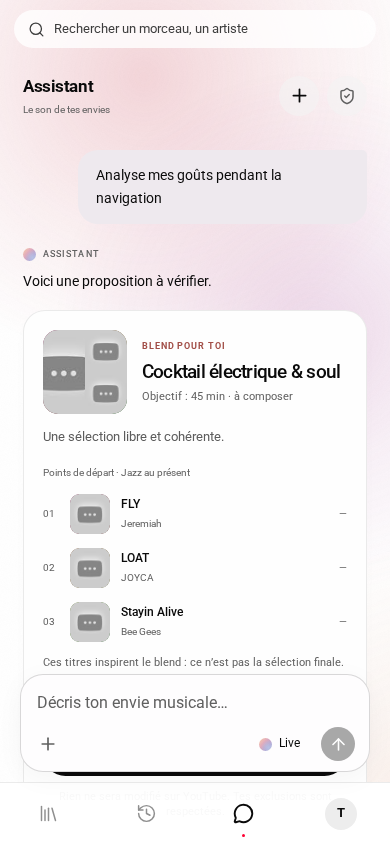 Rechercher un morceau, un artiste
Assistant
Le son de tes envies
Analyse mes goûts pendant la
navigation
ASSISTANT
Voici une proposition à vérifier.
BLEND POUR TOI
Cocktail électrique & soul
Objectif : 45 min · à composer
Une sélection libre et cohérente.
Points de départ · Jazz au présent
01
FLY
Jeremiah
–
02
LOAT
JOYCA
–
03
Stayin Alive
Bee Gees
–
Ces titres inspirent le blend : ce n’est pas la sélection finale.
Décris ton envie musicale…
Live
T